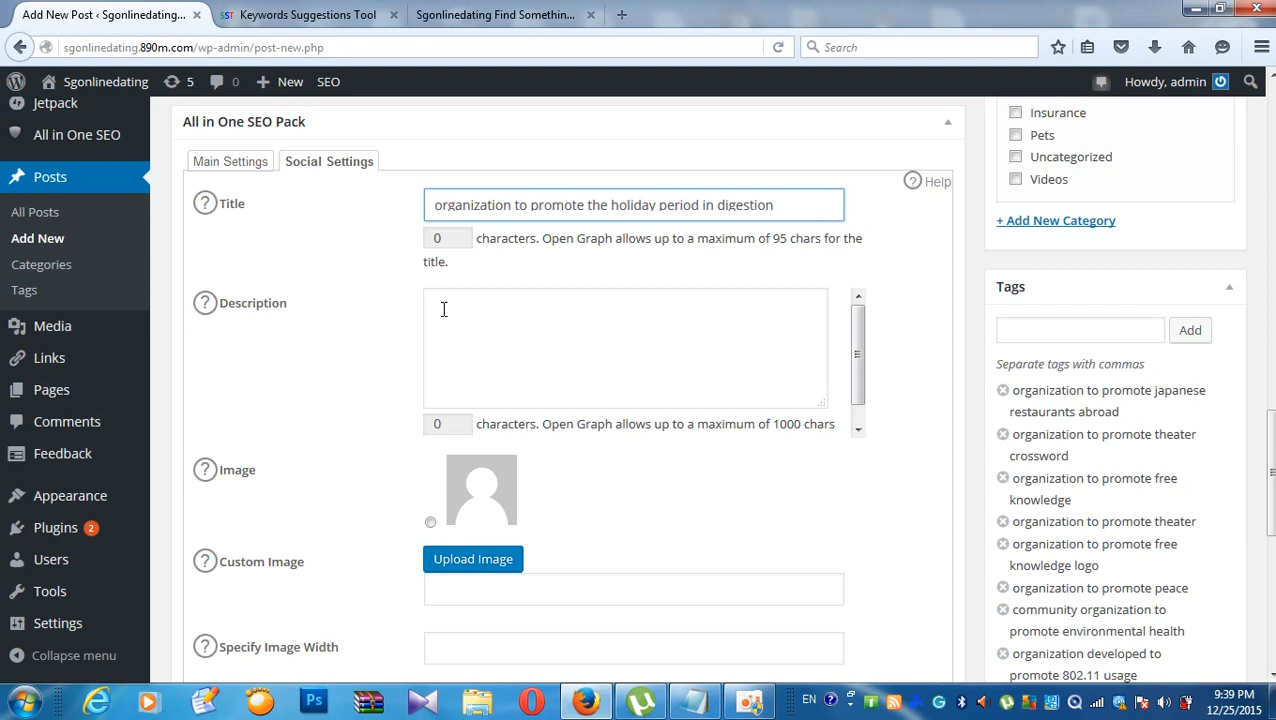 Add New Post ‹ Sgonlinedating...
Keywords Suggestions Tool
Sgonlinedating Find Somethin...
sgonlinedating.890m.com/wp-admin/post-new.php
Search
Sgonlinedating
5
0
New
SEO
Howdy, admin
Jetpack
All in One SEO
Posts
All Posts
Add New
Categories
Tags
Media
Links
Pages
Comments
Feedback
Appearance
Plugins 2
Users
Tools
Settings
Collapse menu
All in One SEO Pack
Main Settings
Social Settings
Help
Title
organization to promote the holiday period in digestion
0 characters. Open Graph allows up to a maximum of 95 chars for the
title.
Description
0 characters. Open Graph allows up to a maximum of 1000 chars
Image
Custom Image
Upload Image
Specify Image Width
Insurance
Pets
Uncategorized
Videos
+ Add New Category
Tags
Add
Separate tags with commas
organization to promote japanese
restaurants abroad
organization to promote theater
crossword
organization to promote free
knowledge
organization to promote theater
organization to promote free
knowledge logo
organization to promote peace
community organization to
promote environmental health
organization developed to
promote 802.11 usage
Ps
EN
9:39 PM
12/25/2015